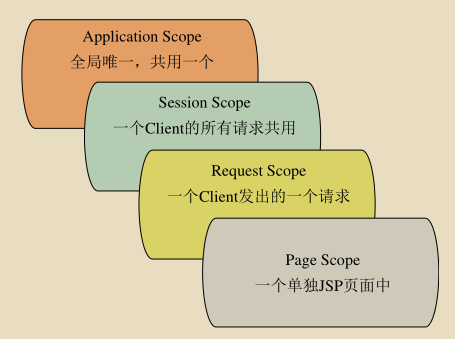 Application Scope
全局唯一，共用一个
Session Scope
一个Client的所有请求共用
Request Scope
一个Client发出的一个请求
Page Scope
一个单独JSP页面中